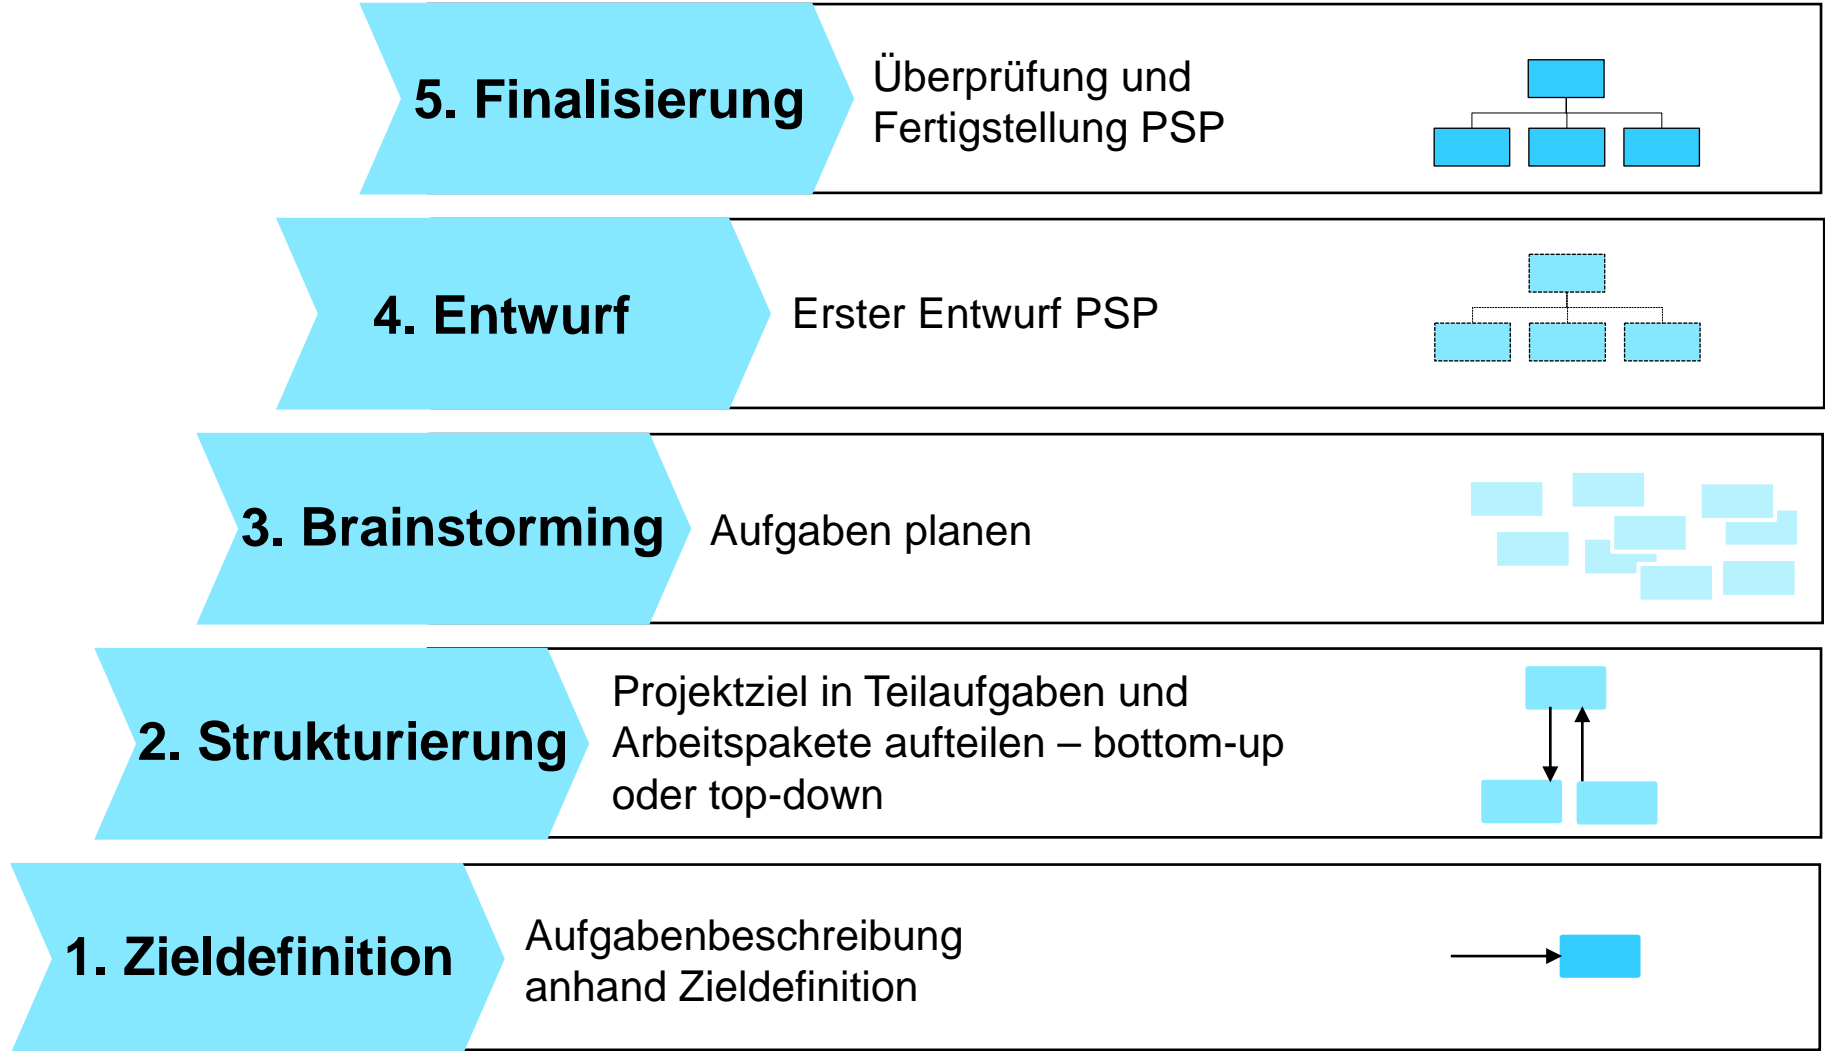 5. Finalisierung
Überprüfung und
Fertigstellung PSP
4. Entwurf
Erster Entwurf PSP
3. Brainstorming
Aufgaben planen
2. Strukturierung
Projektziel in Teilaufgaben und
Arbeitspakete aufteilen – bottom-up
oder top-down
1. Zieldefinition
Aufgabenbeschreibung
anhand Zieldefinition